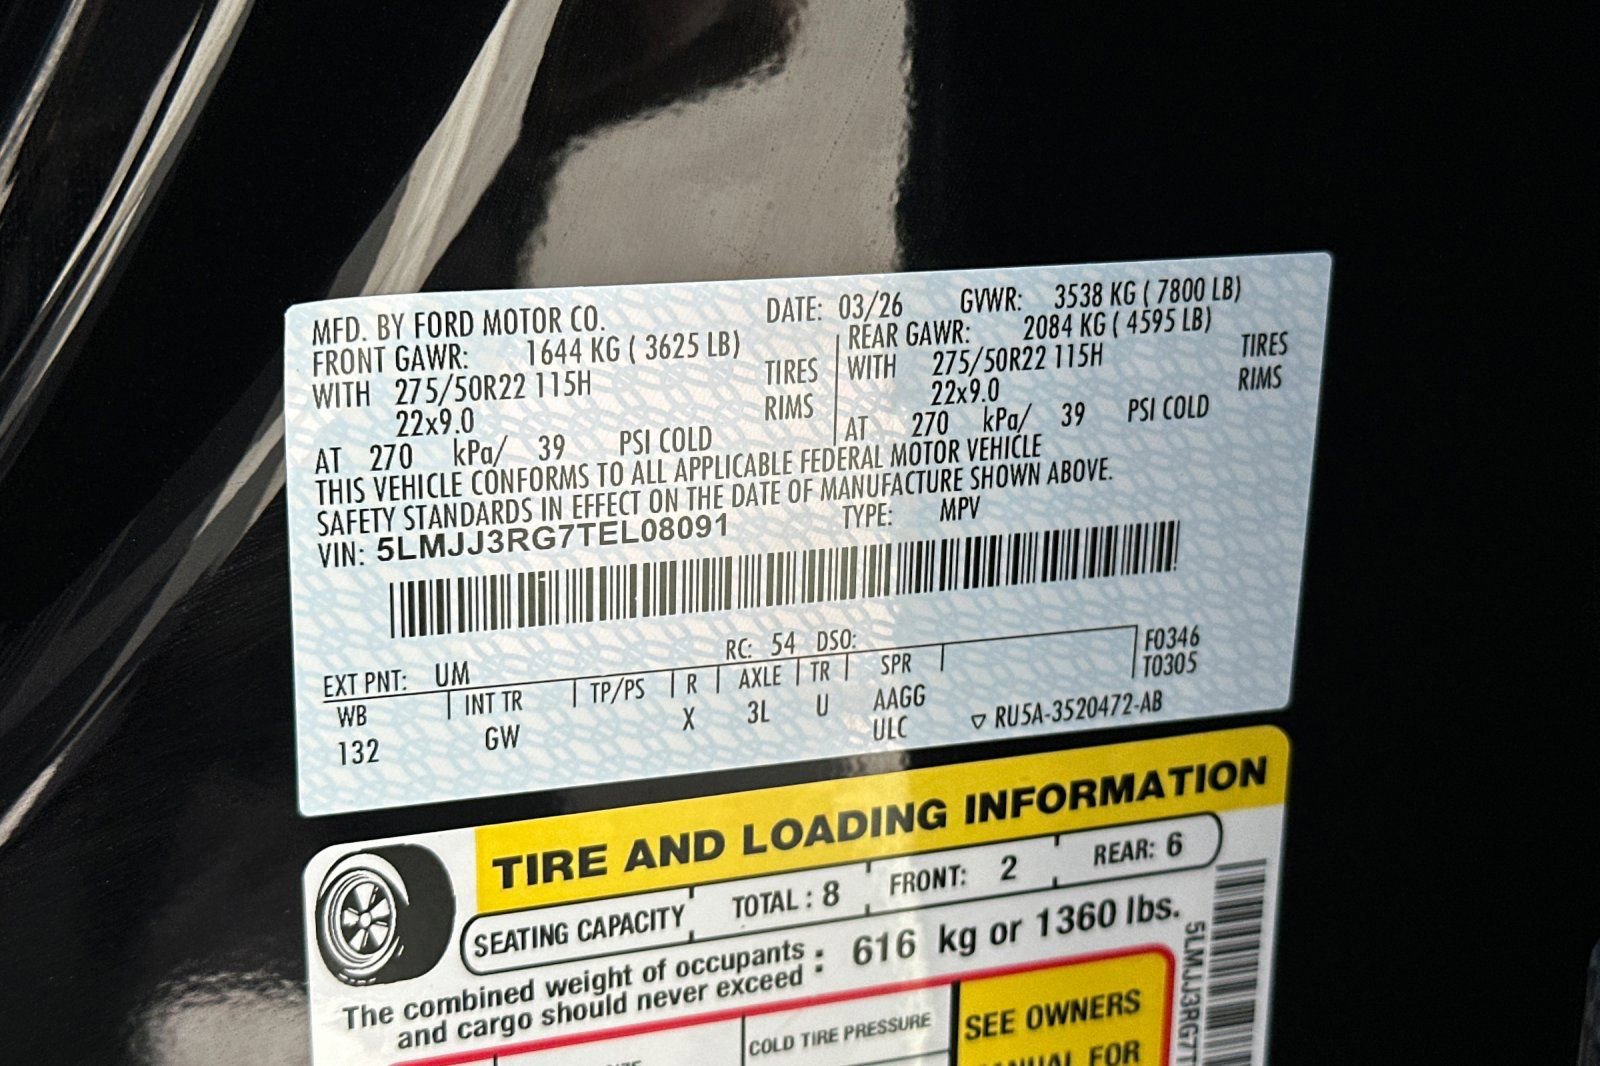 MFD. BY FORD MOTOR CO. DATE: 03/26 GVWR: 3538 KG ( 7800 LB)
FRONT GAWR: 1644 KG ( 3625 LB) REAR GAWR: 2084 KG ( 4595 LB)
WITH 275/50R22 115H TIRES WITH 275/50R22 115H TIRES
22x9.0 RIMS 22x9.0 RIMS
AT 270 kPa/ 39 PSI COLD AT 270 kPa/ 39 PSI COLD
THIS VEHICLE CONFORMS TO ALL APPLICABLE FEDERAL MOTOR VEHICLE
SAFETY STANDARDS IN EFFECT ON THE DATE OF MANUFACTURE SHOWN ABOVE.
VIN: 5LMJJ3RG7TEL08091 TYPE: MPV
EXT PNT: UM RC: 54 DSO: F0346
T0305
WB INT TR TP/PS R AXLE TR SPR
132 GW X 3L U AAGG
ULC ▽ RU5A-3520472-AB
TIRE AND LOADING INFORMATION
SEATING CAPACITY TOTAL : 8 FRONT: 2 REAR: 6
The combined weight of occupants
and cargo should never exceed : 616 kg or 1360 lbs.
COLD TIRE PRESSURE
SEE OWNERS
FOR
5LMJJ3RG7T